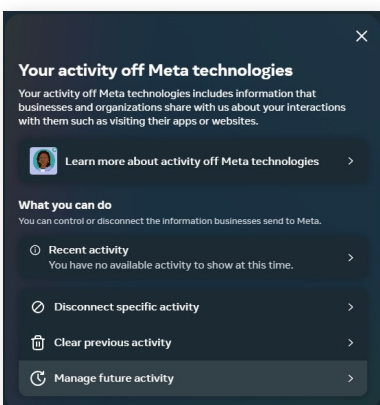 Your activity off Meta technologies
Your activity off Meta technologies includes information that
businesses and organizations share with us about your interactions
with them such as visiting their apps or websites.
Learn more about activity off Meta technologies
What you can do
You can control or disconnect the information businesses send to Meta.
Recent activity
You have no available activity to show at this time.
Disconnect specific activity
Clear previous activity
Manage future activity